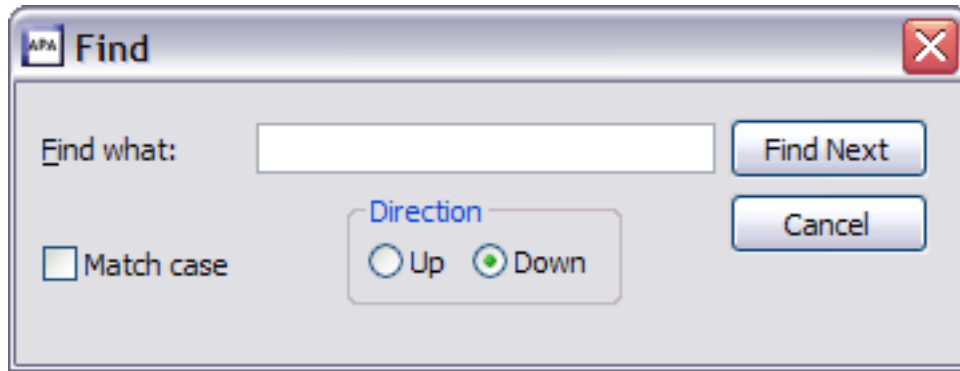 APA Find
Find what:
Find Next
Direction
Cancel
Match case
Up
Down